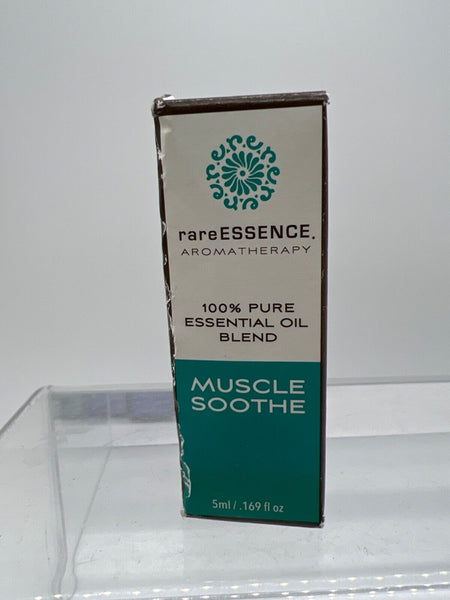 rareESSENCE.
AROMATHERAPY
100% PURE
ESSENTIAL OIL
BLEND
MUSCLE
SOOTHE
5ml / .169 fl oz